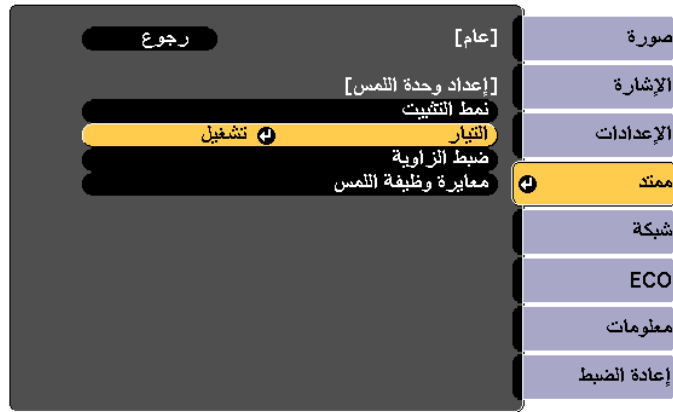 صورة
الإشارة
الإعدادات
ممتد
شبكة
ECO
معلومات
إعادة الضبط
[عام] رجوع
[إعداد وحدة اللمس]
نمط التثبيت
التيار تشغيل
ضبط الزاوية
معايرة وظيفة اللمس